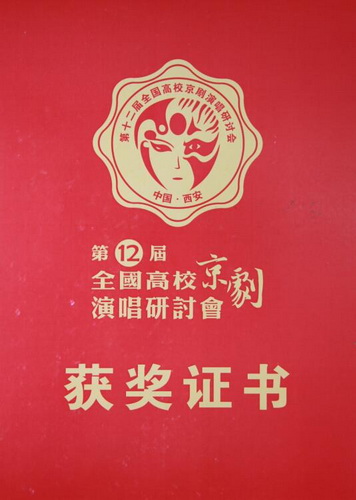 第十二届全国高校京剧演唱研讨会
中国·西安
第12届
全國高校京劇
演唱研討會
获奖证书